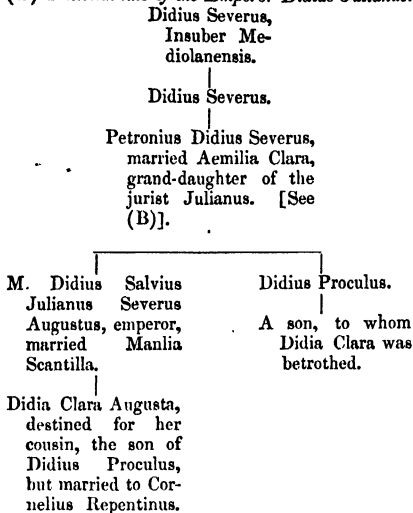 of the Emperor Didius Julianus.
Didius Severus,
Insuber Me-
diolanensis.
Didius Severus.
Petronius Didius Severus,
married Aemilia Clara,
grand-daughter of the
jurist Julianus. [See
(B)].
M. Didius Salvius
Julianus Severus
Augustus, emperor,
married Manlia
Scantilla.
Didia Clara Augusta,
destined for her
cousin, the son of
Didius Proculus,
but married to Cor-
nelius Repentinus.
Didius Proculus.
A son, to whom
Didia Clara was
betrothed.